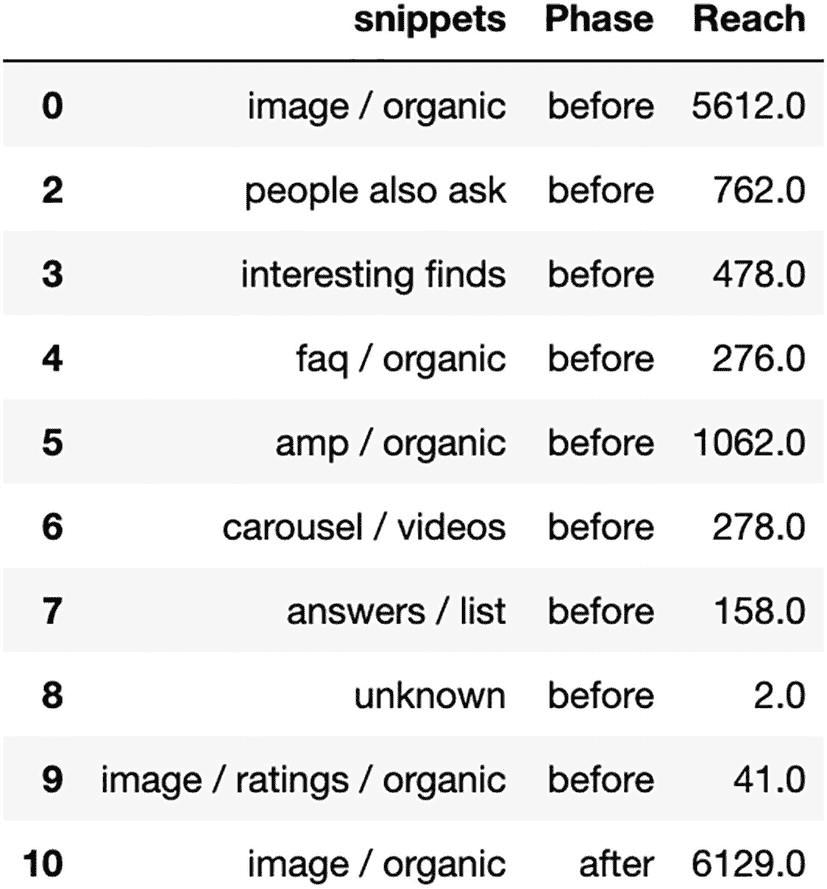 snippets Phase Reach
0 image / organic before 5612.0
2 people also ask before 762.0
3 interesting finds before 478.0
4 faq / organic before 276.0
5 amp / organic before 1062.0
6 carousel / videos before 278.0
7 answers / list before 158.0
8 unknown before 2.0
9 image / ratings / organic before 41.0
10 image / organic after 6129.0